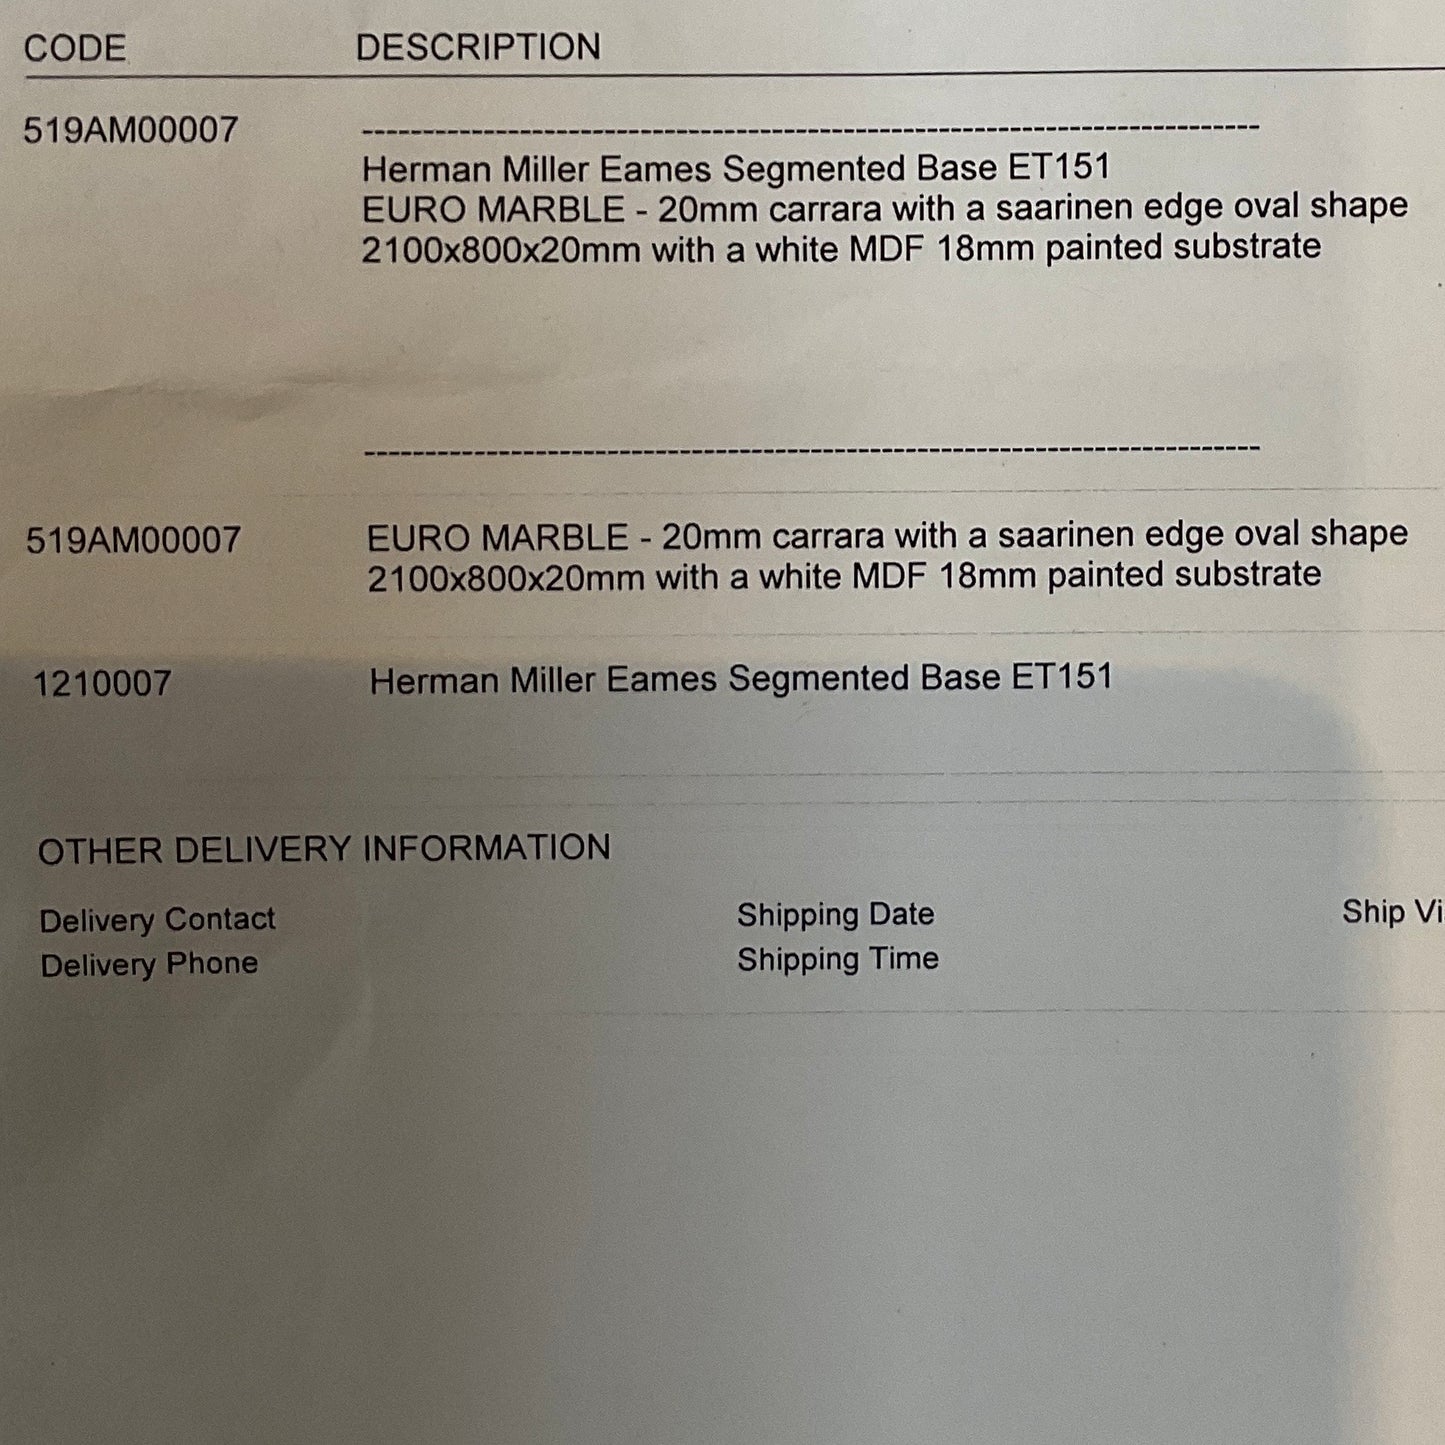 CODE DESCRIPTION
519AM00007 --------------------------------------------------------------------------
Herman Miller Eames Segmented Base ET151
EURO MARBLE - 20mm carrara with a saarinen edge oval shape
2100x800x20mm with a white MDF 18mm painted substrate
--------------------------------------------------------------------------
519AM00007 EURO MARBLE - 20mm carrara with a saarinen edge oval shape
2100x800x20mm with a white MDF 18mm painted substrate
1210007 Herman Miller Eames Segmented Base ET151
OTHER DELIVERY INFORMATION
Delivery Contact Shipping Date Ship
Delivery Phone Shipping Time